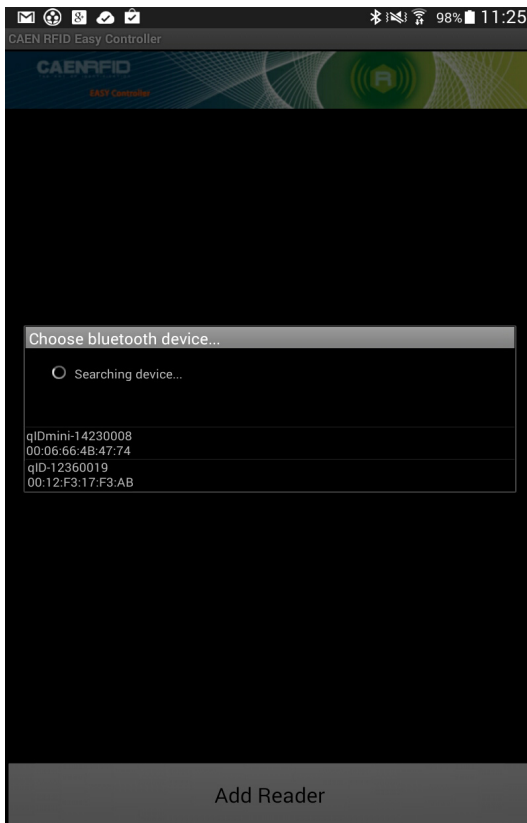 98% 11:25
CAEN RFID Easy Controller
CAENRFID
EASY Controller
R
Choose bluetooth device...
Searching device...
qIDmini-14230008
00:06:66:4B:47:74
qID-12360019
00:12:F3:17:F3:AB
Add Reader